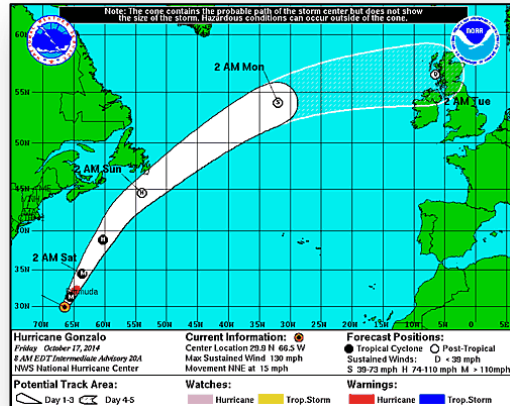 Note: The cone contains the probable path of the storm center but does not show
the size of the storm. Hazardous conditions can occur outside of the cone.
NOAA
60N
2 AM Mon
D
55N
S
2 AM Tue
50N
2 AM Sun
45N
H
40N
H
2 AM Sat
35N
M
Bermuda
M
30N
70W 65W 60W 55W 50W 45W 40W 35W 30W 25W 20W 15W 10W 5W 0 5E
Hurricane Gonzalo
Friday October 17, 2014
8 AM EDT Intermediate Advisory 20A
NWS National Hurricane Center
Current Information:
Center Location 29.8 N 66.5 W
Max Sustained Wind 130 mph
Movement NNE at 15 mph
Forecast Positions:
Tropical Cyclone Post-Tropical
Sustained Winds: D < 39 mph
S 39-73 mph H 74-110 mph M > 110mph
Potential Track Area:
Day 1-3 Day 4-5
Watches:
Hurricane Trop.Storm
Warnings:
Hurricane Trop.Storm